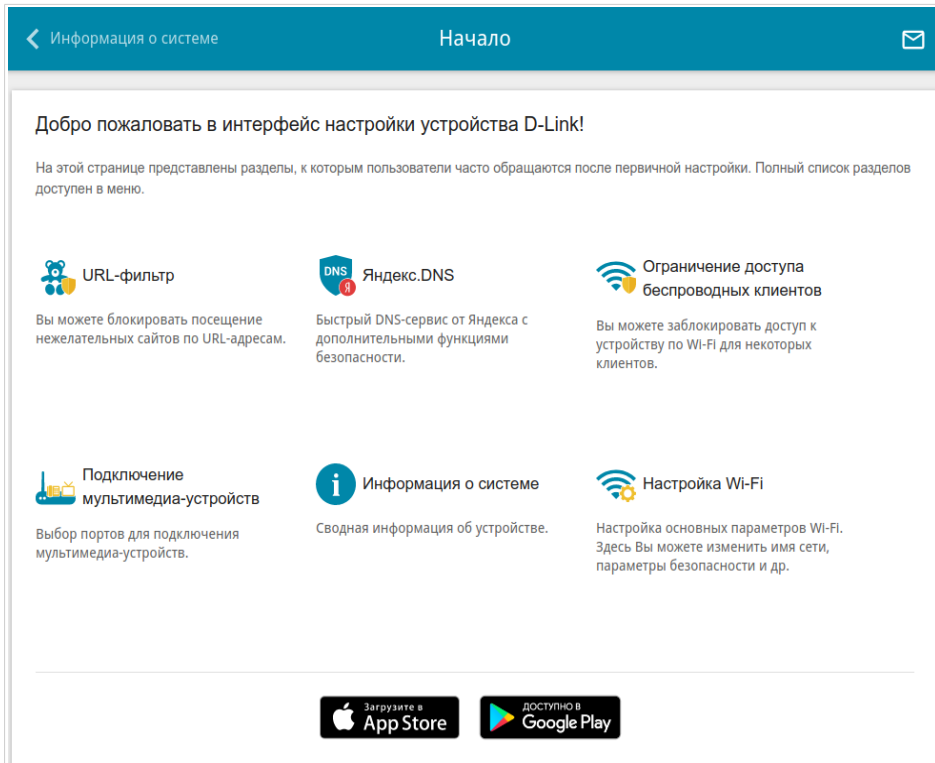 Информация о системе
Начало
Добро пожаловать в интерфейс настройки устройства D-Link!
На этой странице представлены разделы, к которым пользователи часто обращаются после первичной настройки. Полный список разделов
доступен в меню.
URL-фильтр
Вы можете блокировать посещение
нежелательных сайтов по URL-адресам.
DNS
Я
Яндекс.DNS
Быстрый DNS-сервис от Яндекса с
дополнительными функциями
безопасности.
Ограничение доступа
беспроводных клиентов
Вы можете заблокировать доступ к
устройству по Wi-Fi для некоторых
клиентов.
Подключение
мультимедиа-устройств
Выбор портов для подключения
мультимедиа-устройств.
i
Информация о системе
Сводная информация об устройстве.
Настройка Wi-Fi
Настройка основных параметров Wi-Fi.
Здесь Вы можете изменить имя сети,
параметры безопасности и др.
Загрузите в
App Store
ДОСТУПНО В
Google Play